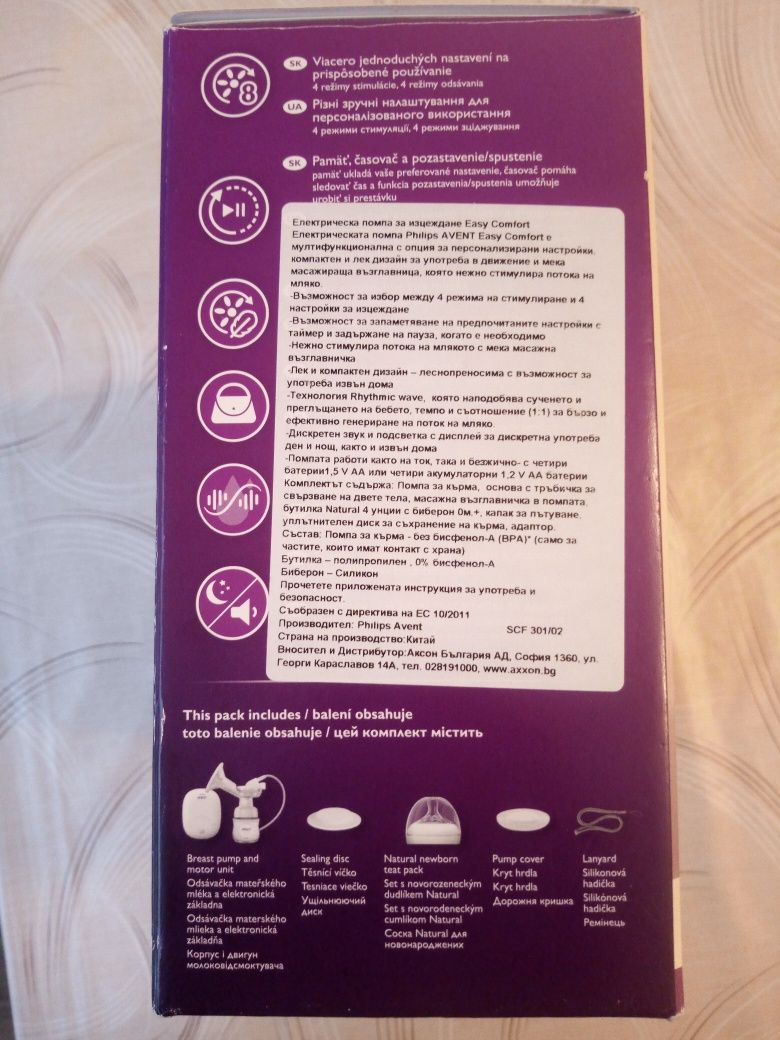 8
SK Viacero jednoduchých nastavení na
prispôsobené používanie
4 režimy stimulácie, 4 režimy odsávania
UA Різні зручні налаштування для
персоналізованого використання
4 режими стимуляції, 4 режими зціджування
SK Pamäť, časovač a pozastavenie/spustenie
pamäť ukladá vaše preferované nastavenie, časovač pomáha
sledovať čas a funkcia pozastavenia/spustenia umožňuje
urobiť si prestávku
Електрическа помпа за изцеждане Easy Comfort
Електрическата помпа Philips AVENT Easy Comfort е
мултифункционална с опция за персонализирани настройки,
компактен и лек дизайн за употреба в движение и мека
масажираща възглавница, която нежно стимулира потока на
мляко.
-Възможност за избор между 4 режима на стимулиране и 4
настройки за изцеждане
-Възможност за запаметяване на предпочитаните настройки с
таймер и задържане на пауза, когато е необходимо
-Нежно стимулира потока на млякото с мека масажна
възглавничка
-Лек и компактен дизайн – леснопреносима с възможност за
употреба извън дома
-Технология Rhythmic wave, която наподобява сученето и
преглъщането на бебето, темпо и съотношение (1:1) за бързо и
ефективно генериране на поток на мляко.
-Дискретен звук и подсветка с дисплей за дискретна употреба
ден и нощ, както и извън дома
-Помпата работи както на ток, така и безжично- с четири
батерии1,5 V AA или четири акумулаторни 1,2 V AA батерии
Комплектът съдържа: Помпа за кърма, основа с тръбичка за
свързване на двете тела, масажна възглавничка в помпата,
бутилка Natural 4 унции с биберон 0м.+, капак за пътуване,
уплътнителен диск за съхранение на кърма, адаптор.
Състав: Помпа за кърма - без бисфенол-А (BPA)* (само за
частите, които имат контакт с храна)
Бутилка – полипропилен , 0% бисфенол-А
Биберон – Силикон
Прочетете приложената инструкция за употреба и
безопасност.
Съобразен с директива на ЕС 10/2011
Производител: Philips Avent SCF 301/02
Страна на производство:Китай
Вносител и Дистрибутор:Аксон България АД, София 1360, ул.
Георги Караславов 14А, тел. 028191000, www.axxon.bg
This pack includes / balení obsahuje
toto balenie obsahuje / цей комплект містить
Breast pump and
motor unit
Odsávačka mateřského
mléka a elektronická
základna
Odsávačka materského
mlieka a elektronická
základňa
Корпус і двигун
молоковідсмоктувача
Sealing disc
Těsnící víčko
Tesniace viečko
Ущільнюючий
диск
Natural newborn
teat pack
Set s novorozeneckým
dudlíkem Natural
Set s novorodeneckým
cumlíkom Natural
Соска Natural для
новонароджених
Pump cover
Kryt hrdla
Kryt hrdla
Дорожня кришка
Lanyard
Silikonová
hadička
Silikónová
hadička
Ремінець